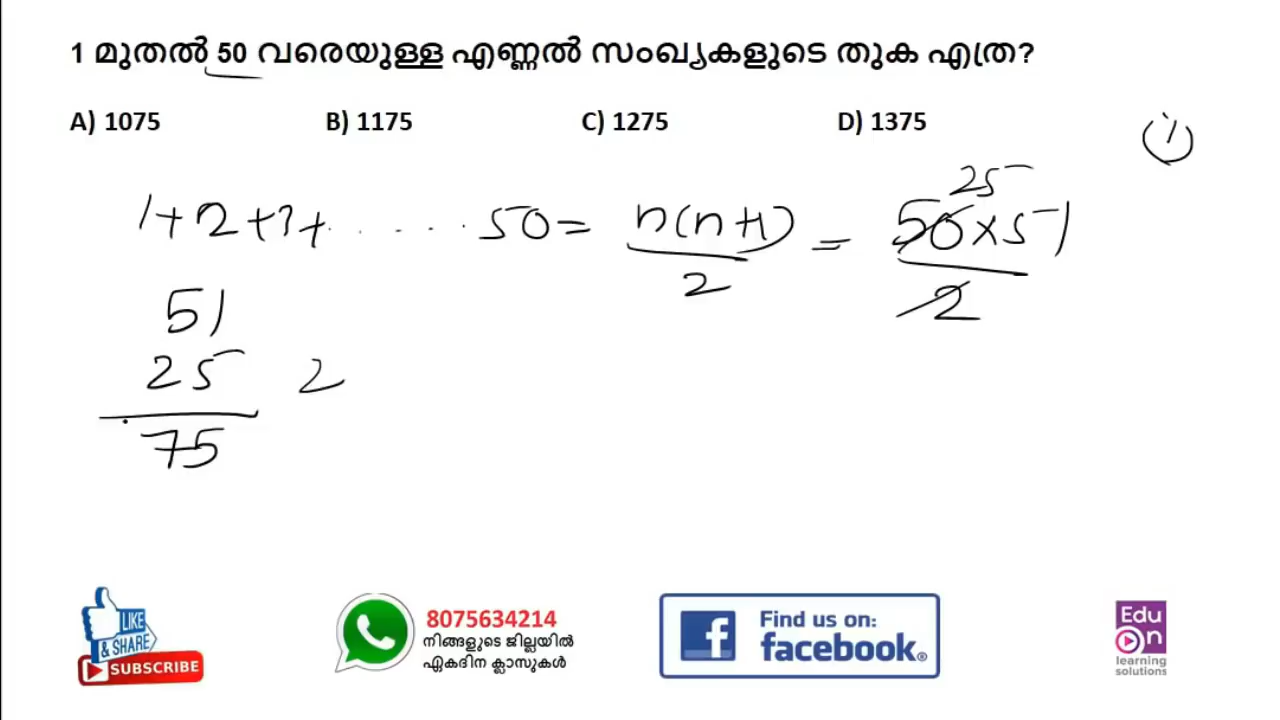 1 മുതൽ 50 വരെയുള്ള എണ്ണൽ സംഖ്യകളുടെ തുക എത്ര?
A) 1075 B) 1175 C) 1275 D) 1375
1
25
1+2+3+......50 = n(n+1) = 50×51
2 2
51
25 2
75
LIKE
& SHARE
SUBSCRIBE
8075634214
നിങ്ങളുടെ ജില്ലയിൽ
ഏകദിന ക്ലാസുകൾ
f Find us on:
facebook®
Edu
On
learning
solutions